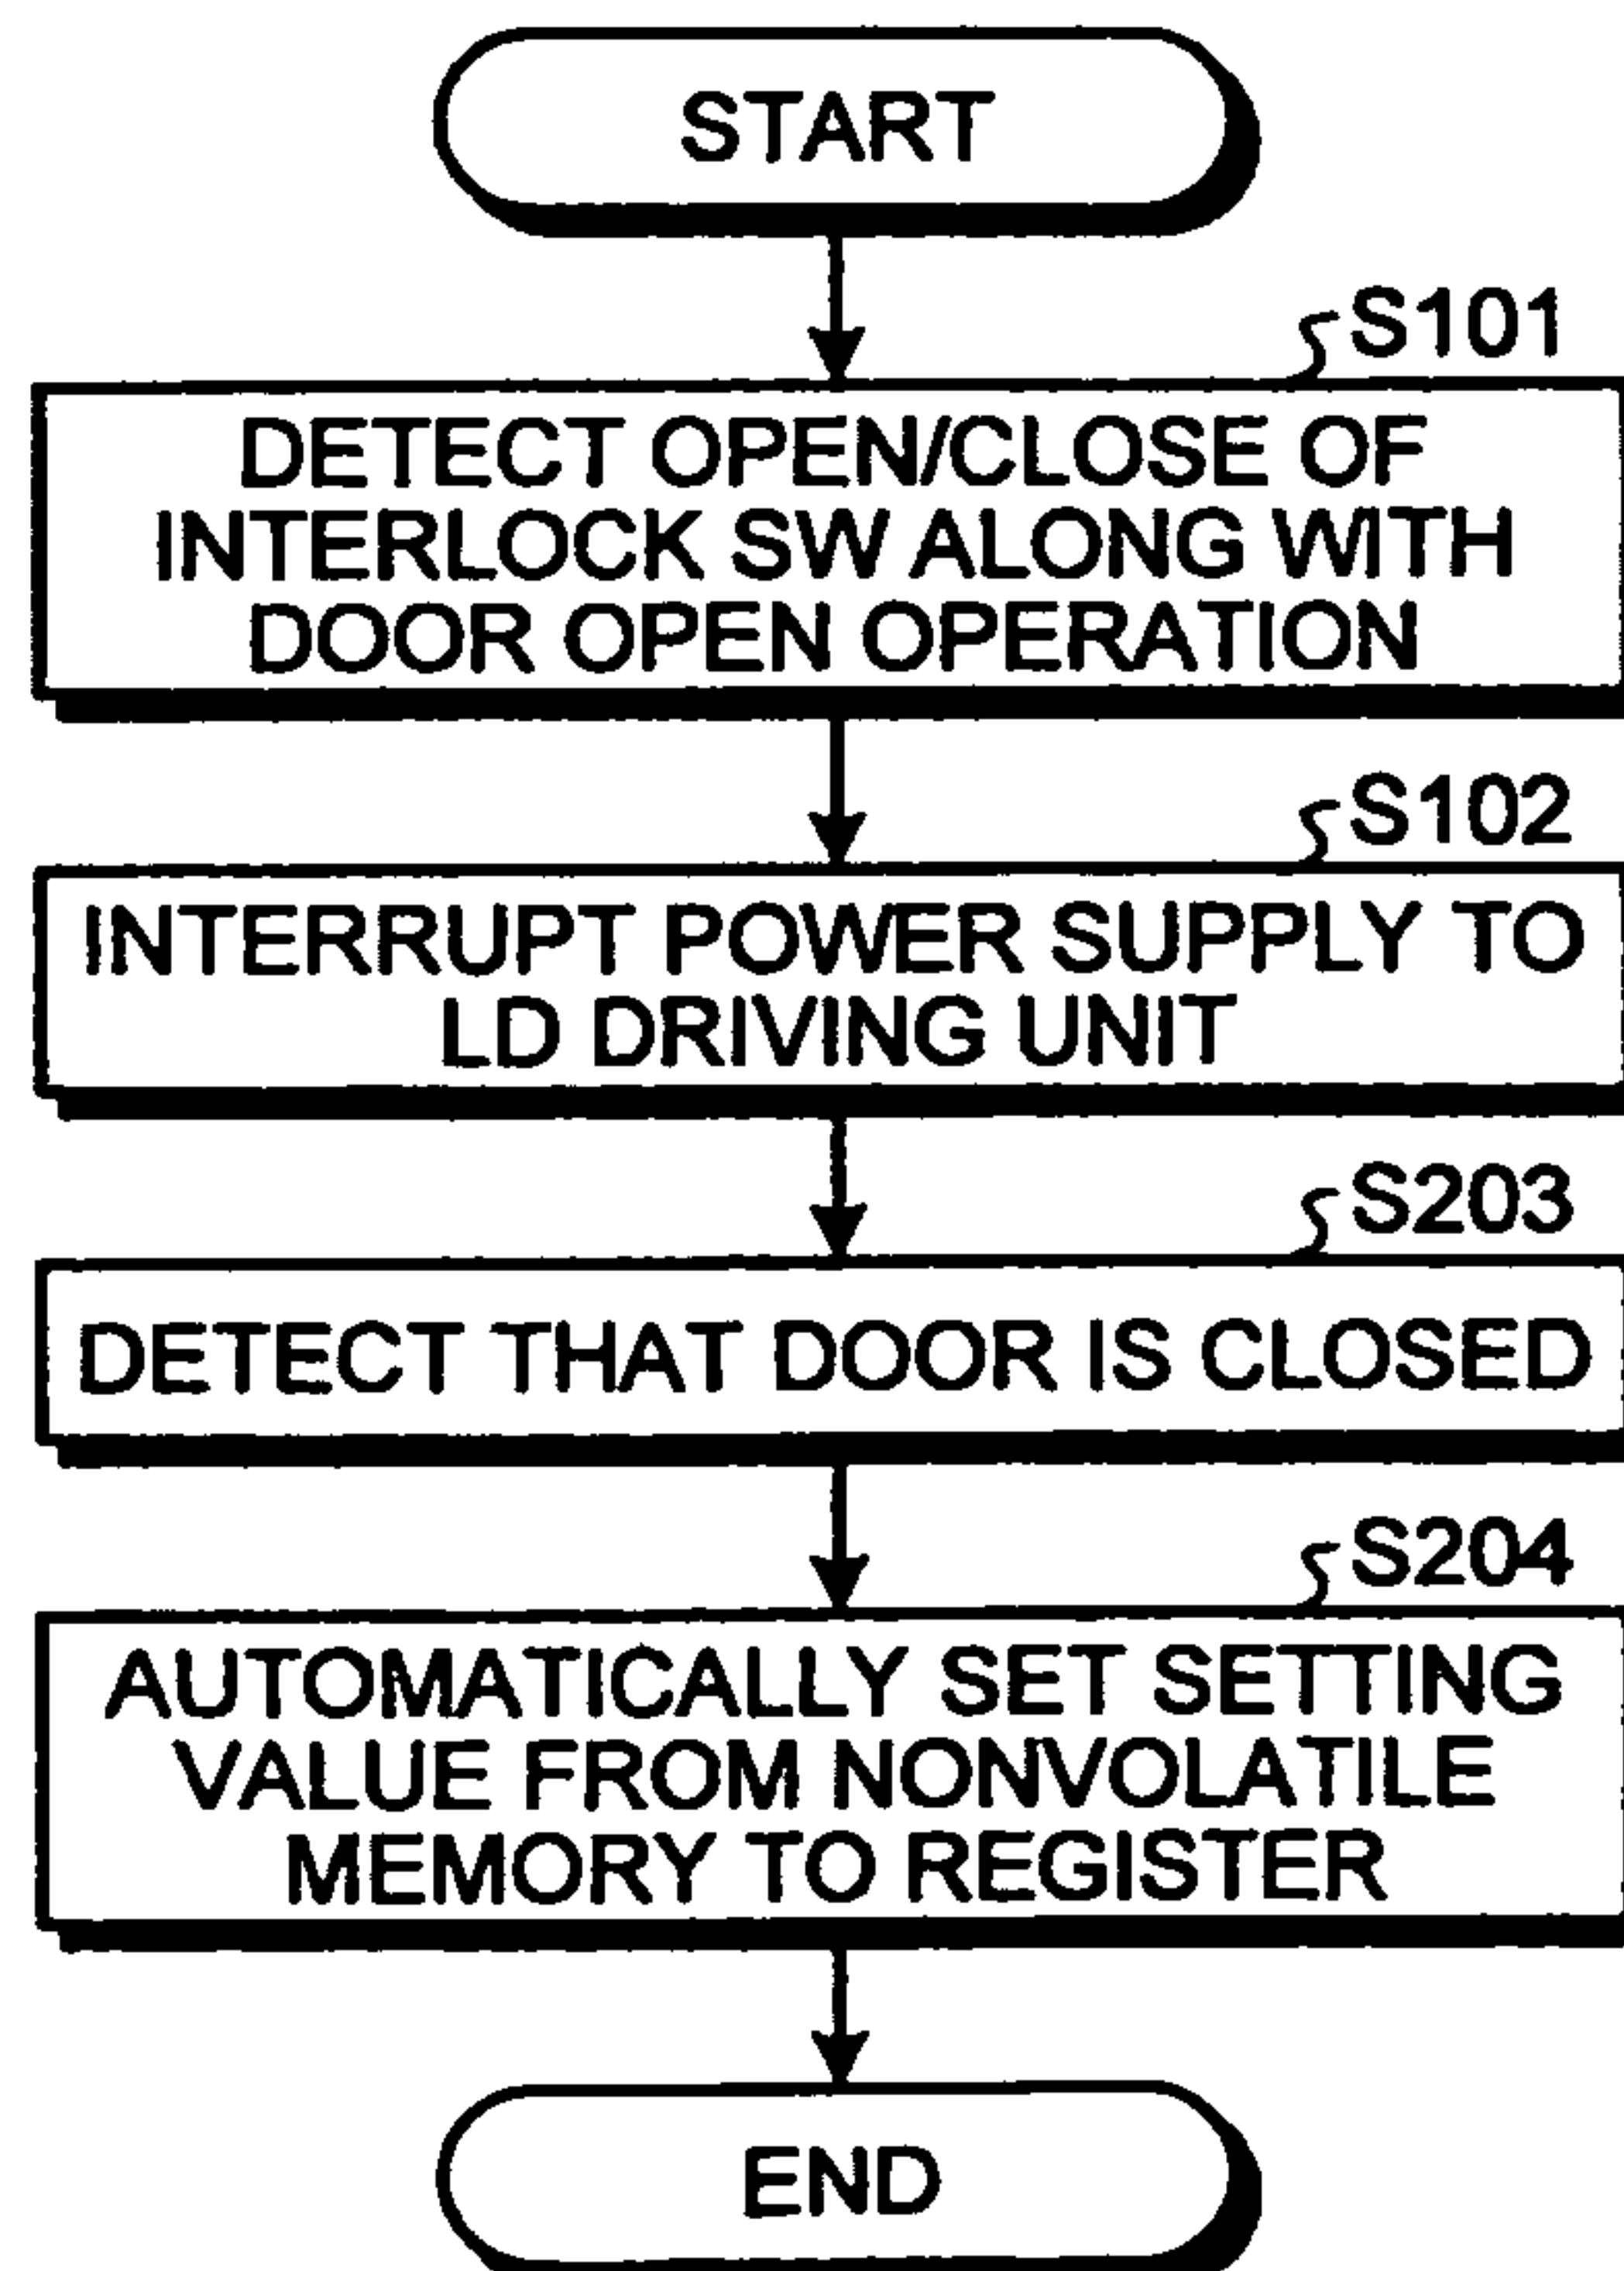 START
S101
DETECT OPEN/CLOSE OF
INTERLOCK SW ALONG WITH
DOOR OPEN OPERATION
S102
INTERRUPT POWER SUPPLY TO
LD DRIVING UNIT
S203
DETECT THAT DOOR IS CLOSED
S204
AUTOMATICALLY SET SETTING
VALUE FROM NONVOLATILE
MEMORY TO REGISTER
END